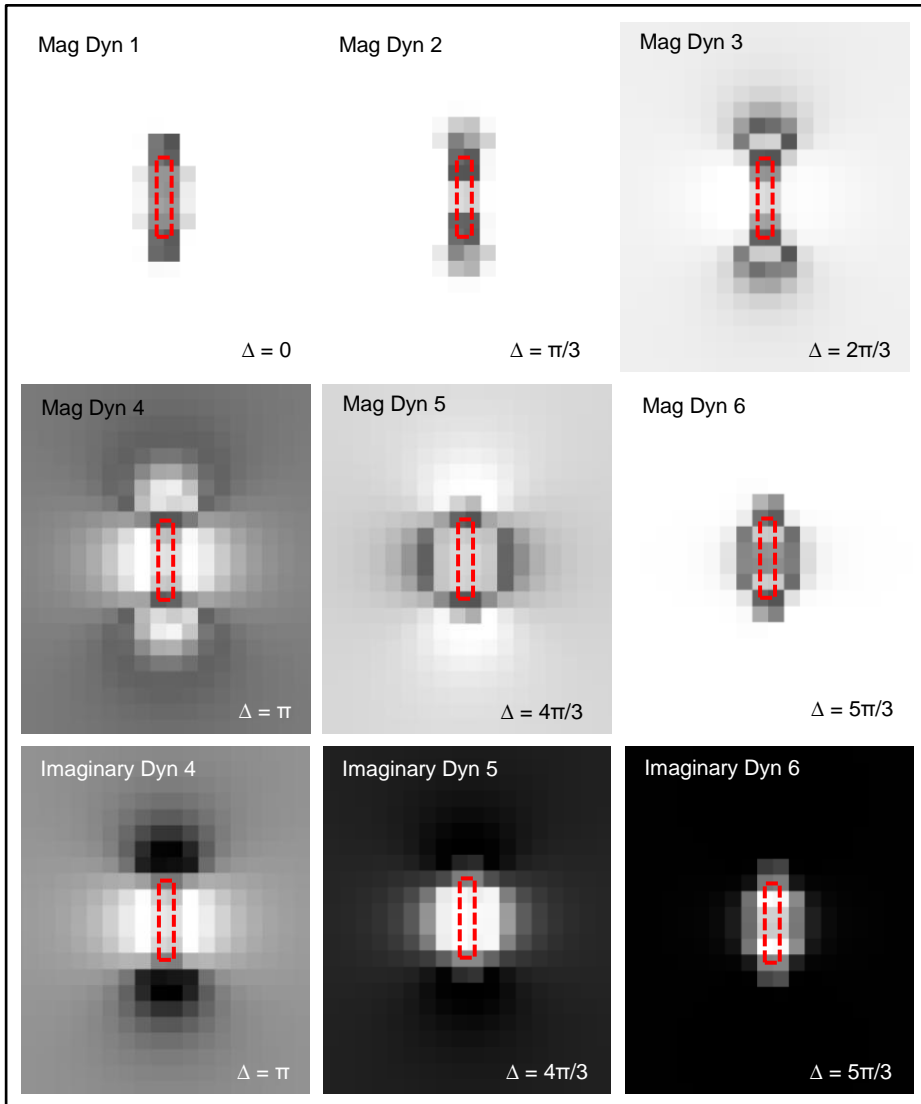 Mag Dyn 1
Mag Dyn 2
Mag Dyn 3
Δ = 0
Δ = π/3
Δ = 2π/3
Mag Dyn 4
Mag Dyn 5
Mag Dyn 6
Δ = π
Δ = 4π/3
Δ = 5π/3
Imaginary Dyn 4
Imaginary Dyn 5
Imaginary Dyn 6
Δ = π
Δ = 4π/3
Δ = 5π/3